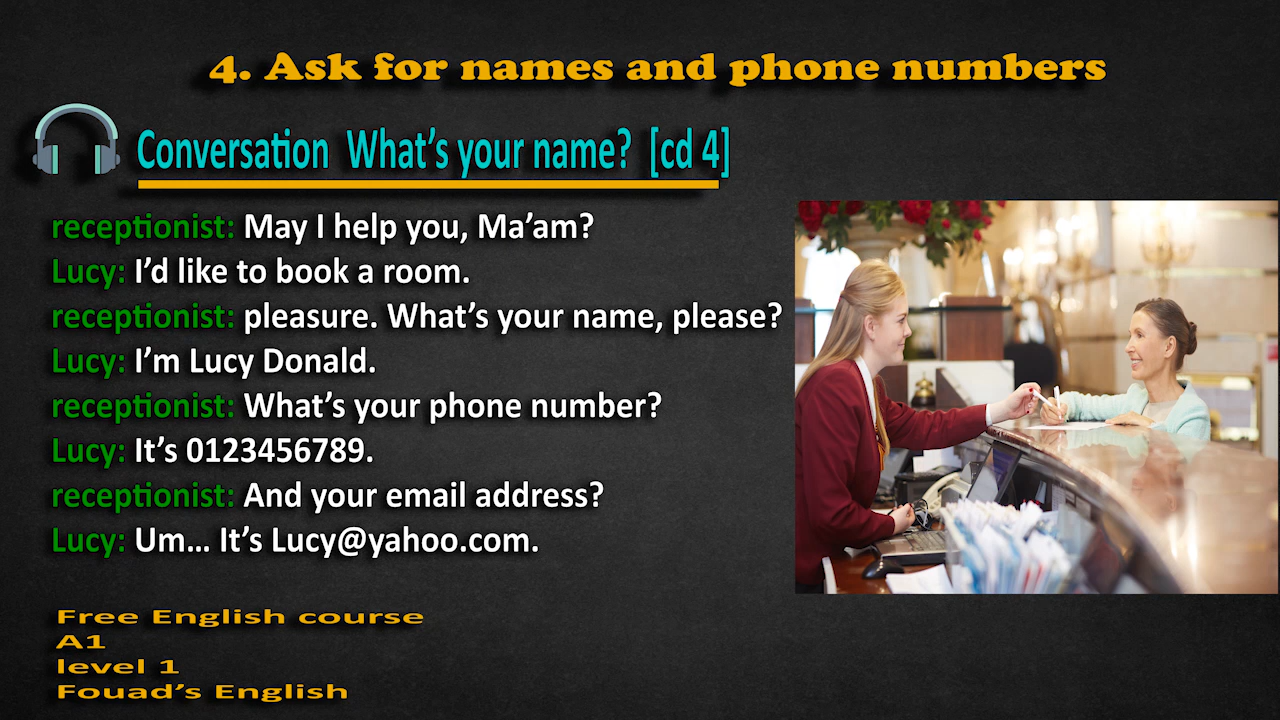 4. Ask for names and phone numbers
Conversation What's your name? [cd 4]
receptionist: May I help you, Ma'am?
Lucy: I'd like to book a room.
receptionist: pleasure. What's your name, please?
Lucy: I'm Lucy Donald.
receptionist: What's your phone number?
Lucy: It's 0123456789.
receptionist: And your email address?
Lucy: Um... It's Lucy@yahoo.com.
Free English course
A1
level 1
Fouad's English